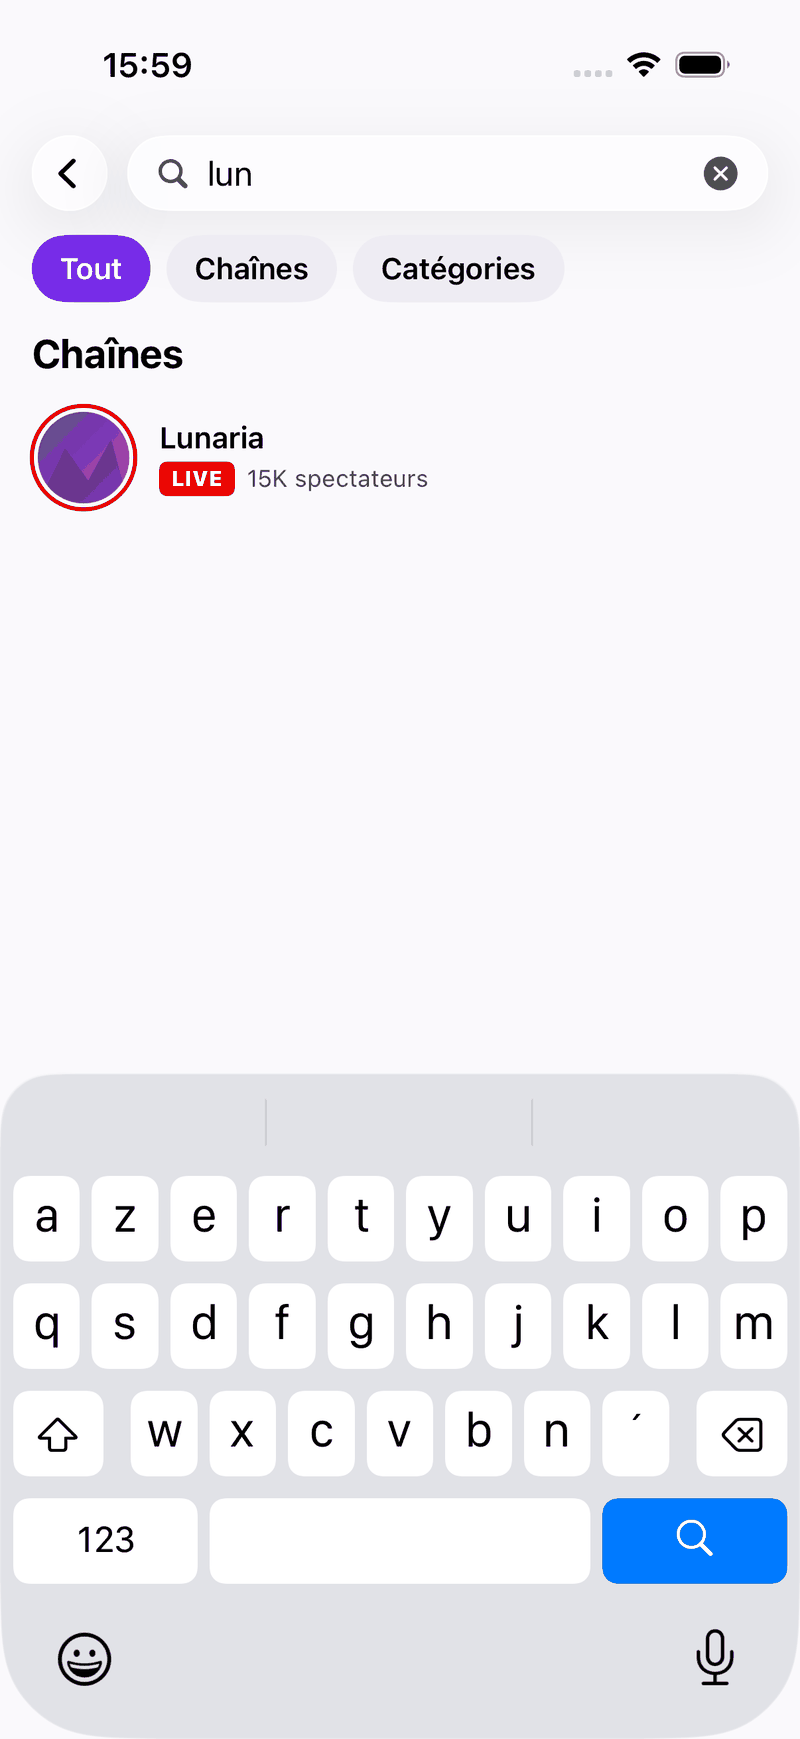 15:59
lun
Tout Chaînes Catégories
Chaînes
Lunaria
LIVE 15K spectateurs
a z e r t y u i o p
q s d f g h j k l m
w x c v b n ´
123